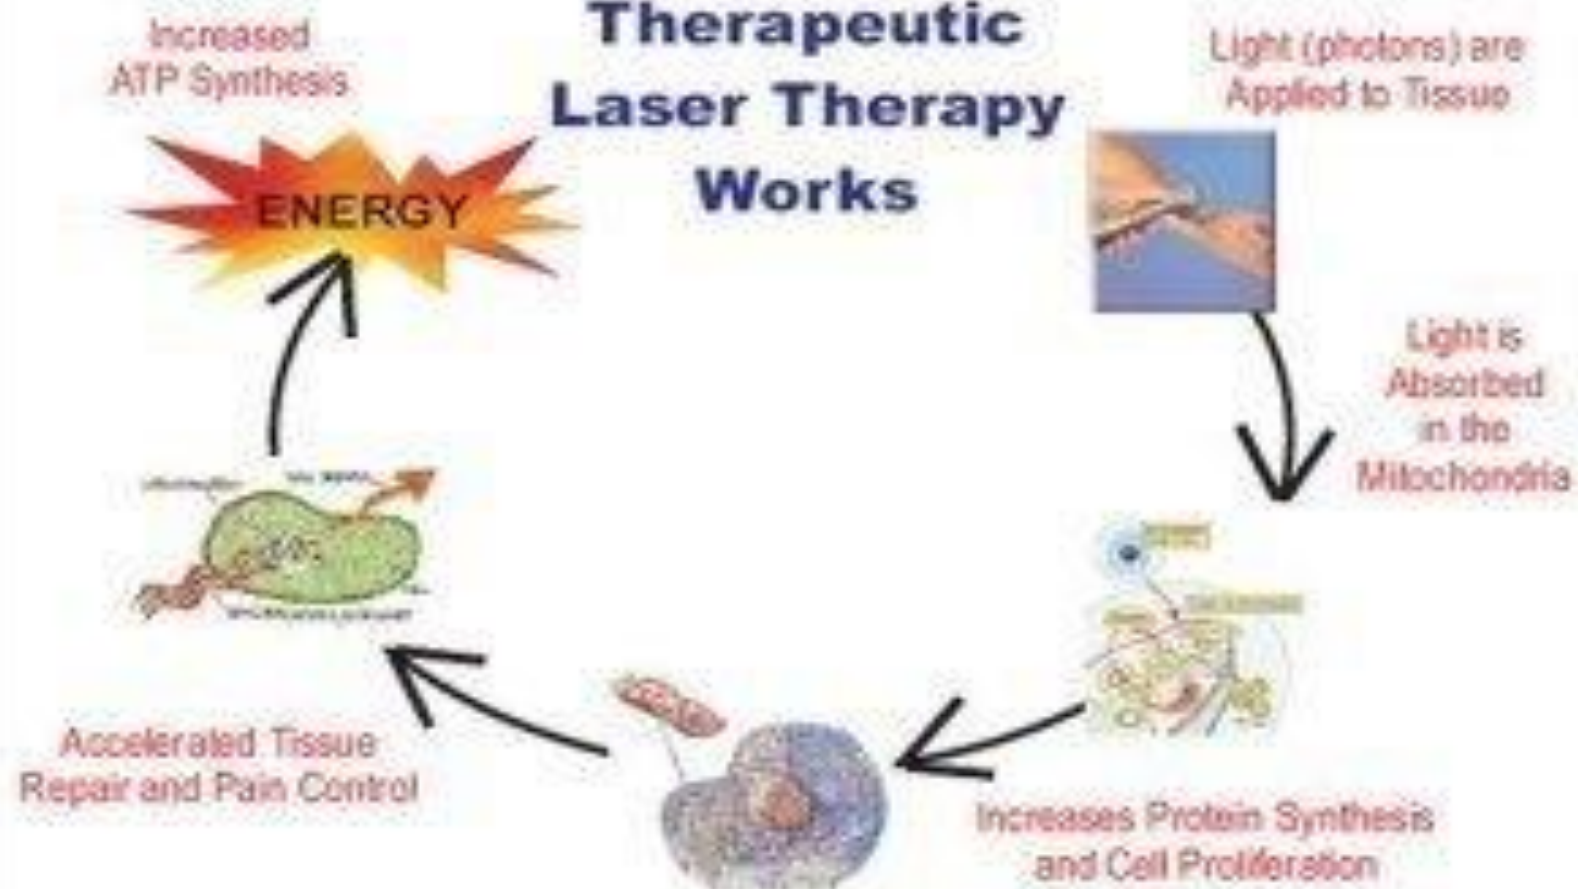 Therapeutic
Laser Therapy
Works
Light (photons) are
Applied to Tissue
Light is
Absorbed
in the
Mitochondria
Increases Protein Synthesis
and Cell Proliferation
Accelerated Tissue
Repair and Pain Control
Increased
ATP Synthesis
ENERGY